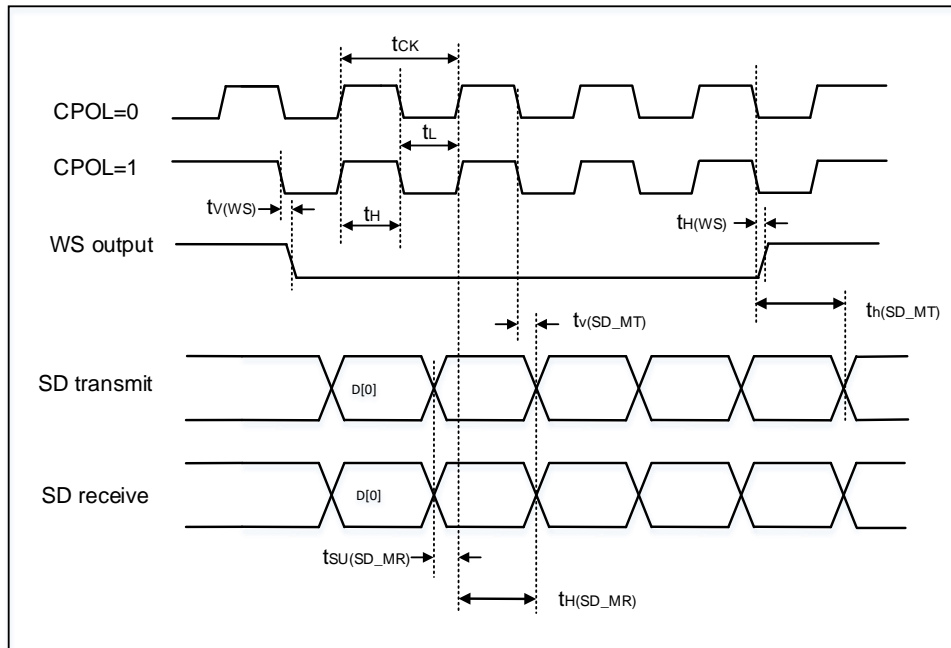 tCK
CPOL=0
tL
CPOL=1
tV(WS)
tH
tH(WS)
WS output
tv(SD_MT)
th(SD_MT)
SD transmit
D[0]
SD receive
D[0]
tSU(SD_MR)
tH(SD_MR)